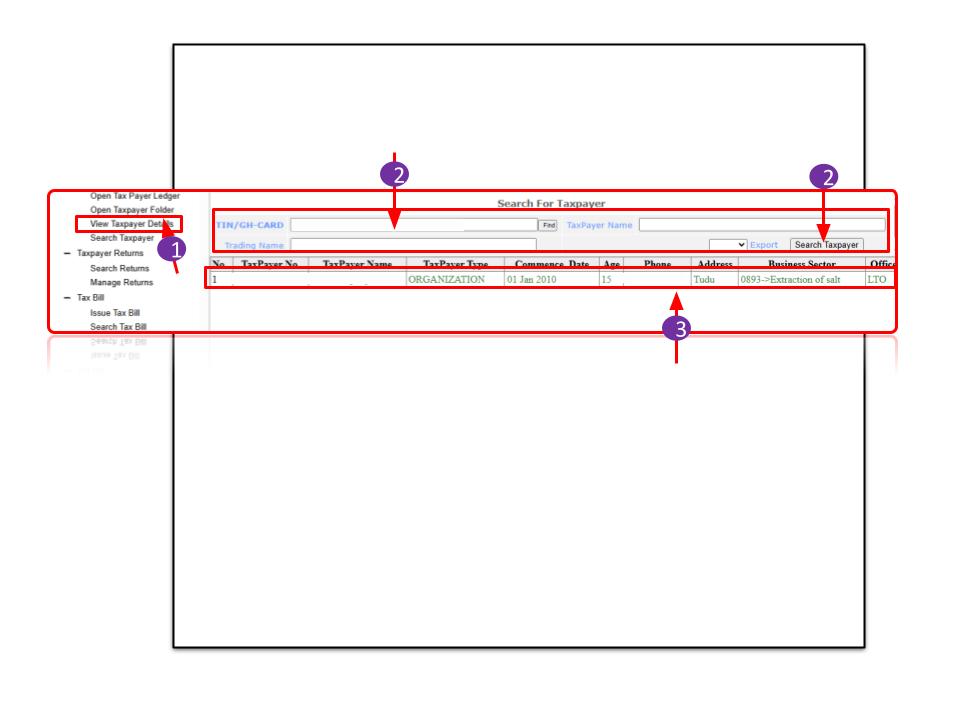 2
2
Open Tax Payer Ledger
Open Taxpayer Folder
View Taxpayer Details
Search Taxpayer
Taxpayer Returns
Search Returns
Manage Returns
Tax Bill
Issue Tax Bill
Search Tax Bill
1
Search For Taxpayer
TIN/GH-CARD Find TaxPayer Name
Trading Name Export Search Taxpayer
No TaxPayer No TaxPayer Name TaxPayer Type Commence Date Age Phone Address Business Sector Office
1 ORGANIZATION 01 Jan 2010 15 Tudu 0893->Extraction of salt LTO
3